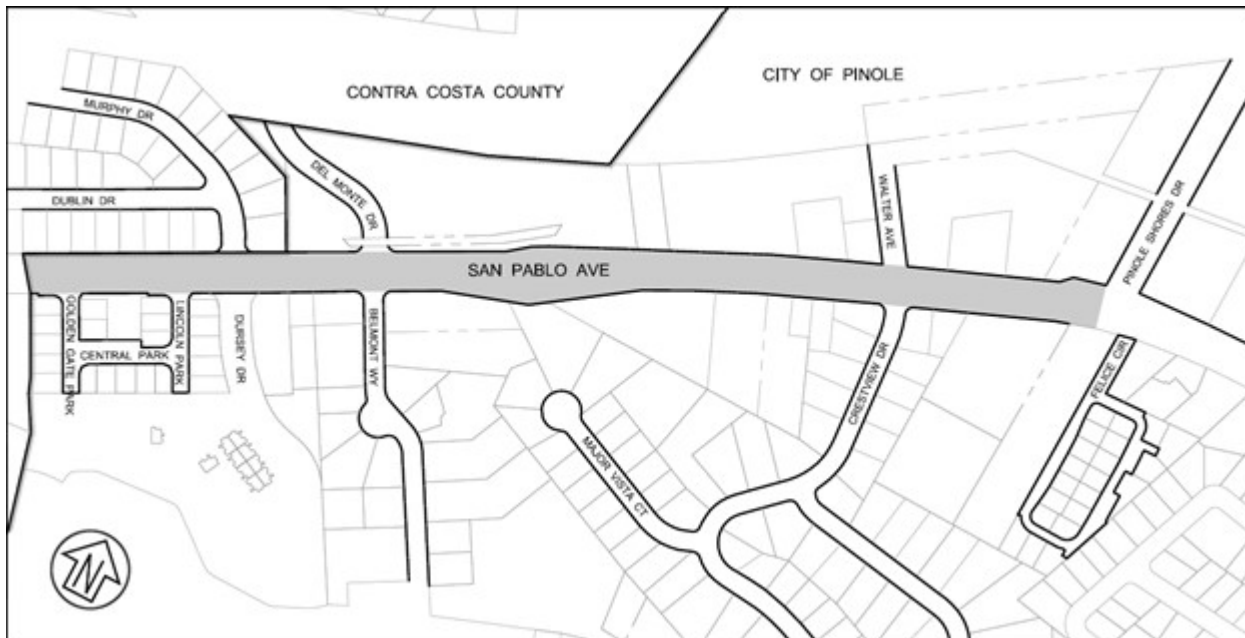 CITY OF PINOLE
CONTRA COSTA COUNTY
MURPHY DR
DEL MONTE DR
DUBLIN DR
WALTER AVE
PINOLE SHORES DR
SAN PABLO AVE
GOLDEN GATE PARK
LINCOLN PARK
CENTRAL PARK
DURSEY DR
BELMONT WY
CRESTVIEW DR
FELICE CIR
MAJOR VISTA CT
N